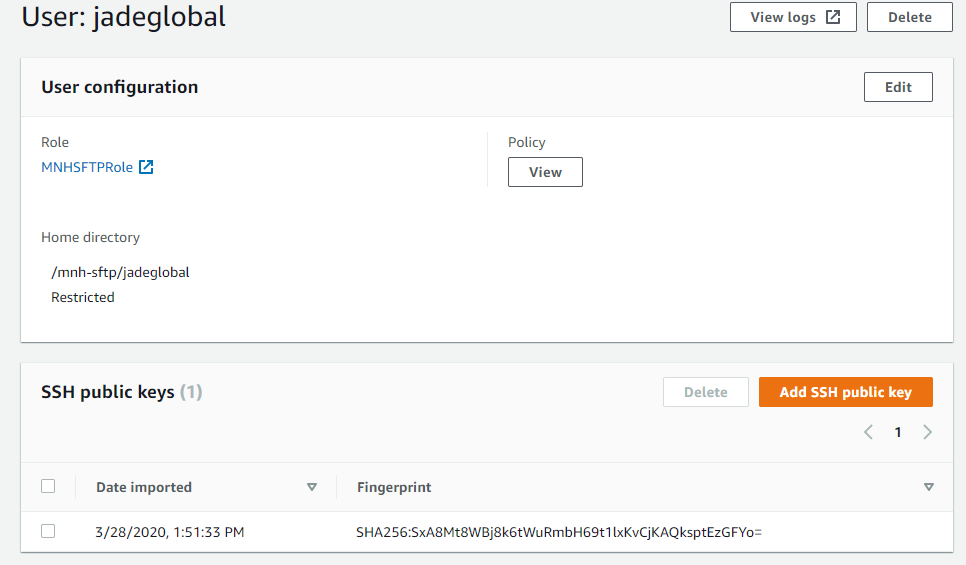 User: jadeglobal
View logs
Delete
User configuration
Edit
Role
MNHSFTPRole
Policy
View
Home directory
/mnh-sftp/jadeglobal
Restricted
SSH public keys (1)
Delete
Add SSH public key
1
Date imported
Fingerprint
3/28/2020, 1:51:33 PM
SHA256:SxA8Mt8WBj8k6tWuRmbH69t1lxKvCjKAQksptEzGFYo=